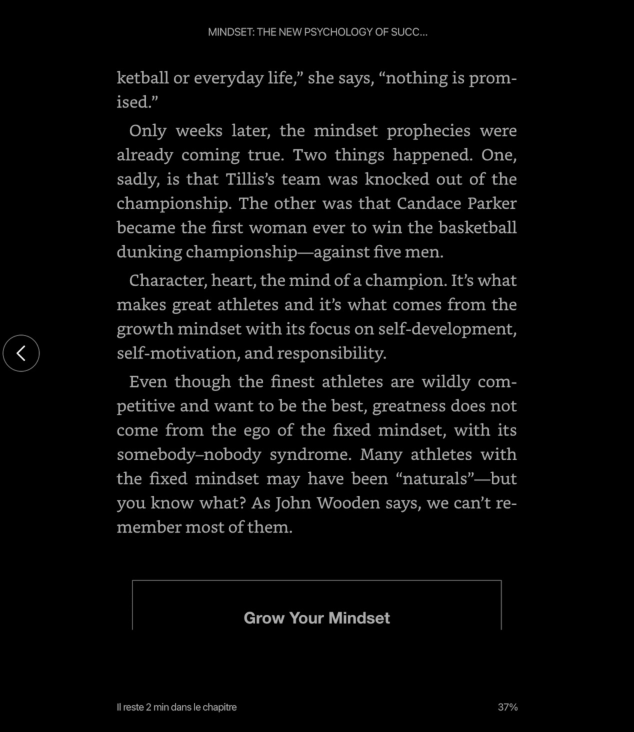 MINDSET: THE NEW PSYCHOLOGY OF SUCC...
ketball or everyday life,” she says, “nothing is prom-
ised.”
Only weeks later, the mindset prophecies were
already coming true. Two things happened. One,
sadly, is that Tillis’s team was knocked out of the
championship. The other was that Candace Parker
became the first woman ever to win the basketball
dunking championship—against five men.
Character, heart, the mind of a champion. It’s what
makes great athletes and it’s what comes from the
growth mindset with its focus on self-development,
self-motivation, and responsibility.
Even though the finest athletes are wildly com-
petitive and want to be the best, greatness does not
come from the ego of the fixed mindset, with its
somebody–nobody syndrome. Many athletes with
the fixed mindset may have been “naturals”—but
you know what? As John Wooden says, we can’t re-
member most of them.
Grow Your Mindset
Il reste 2 min dans le chapitre
37%